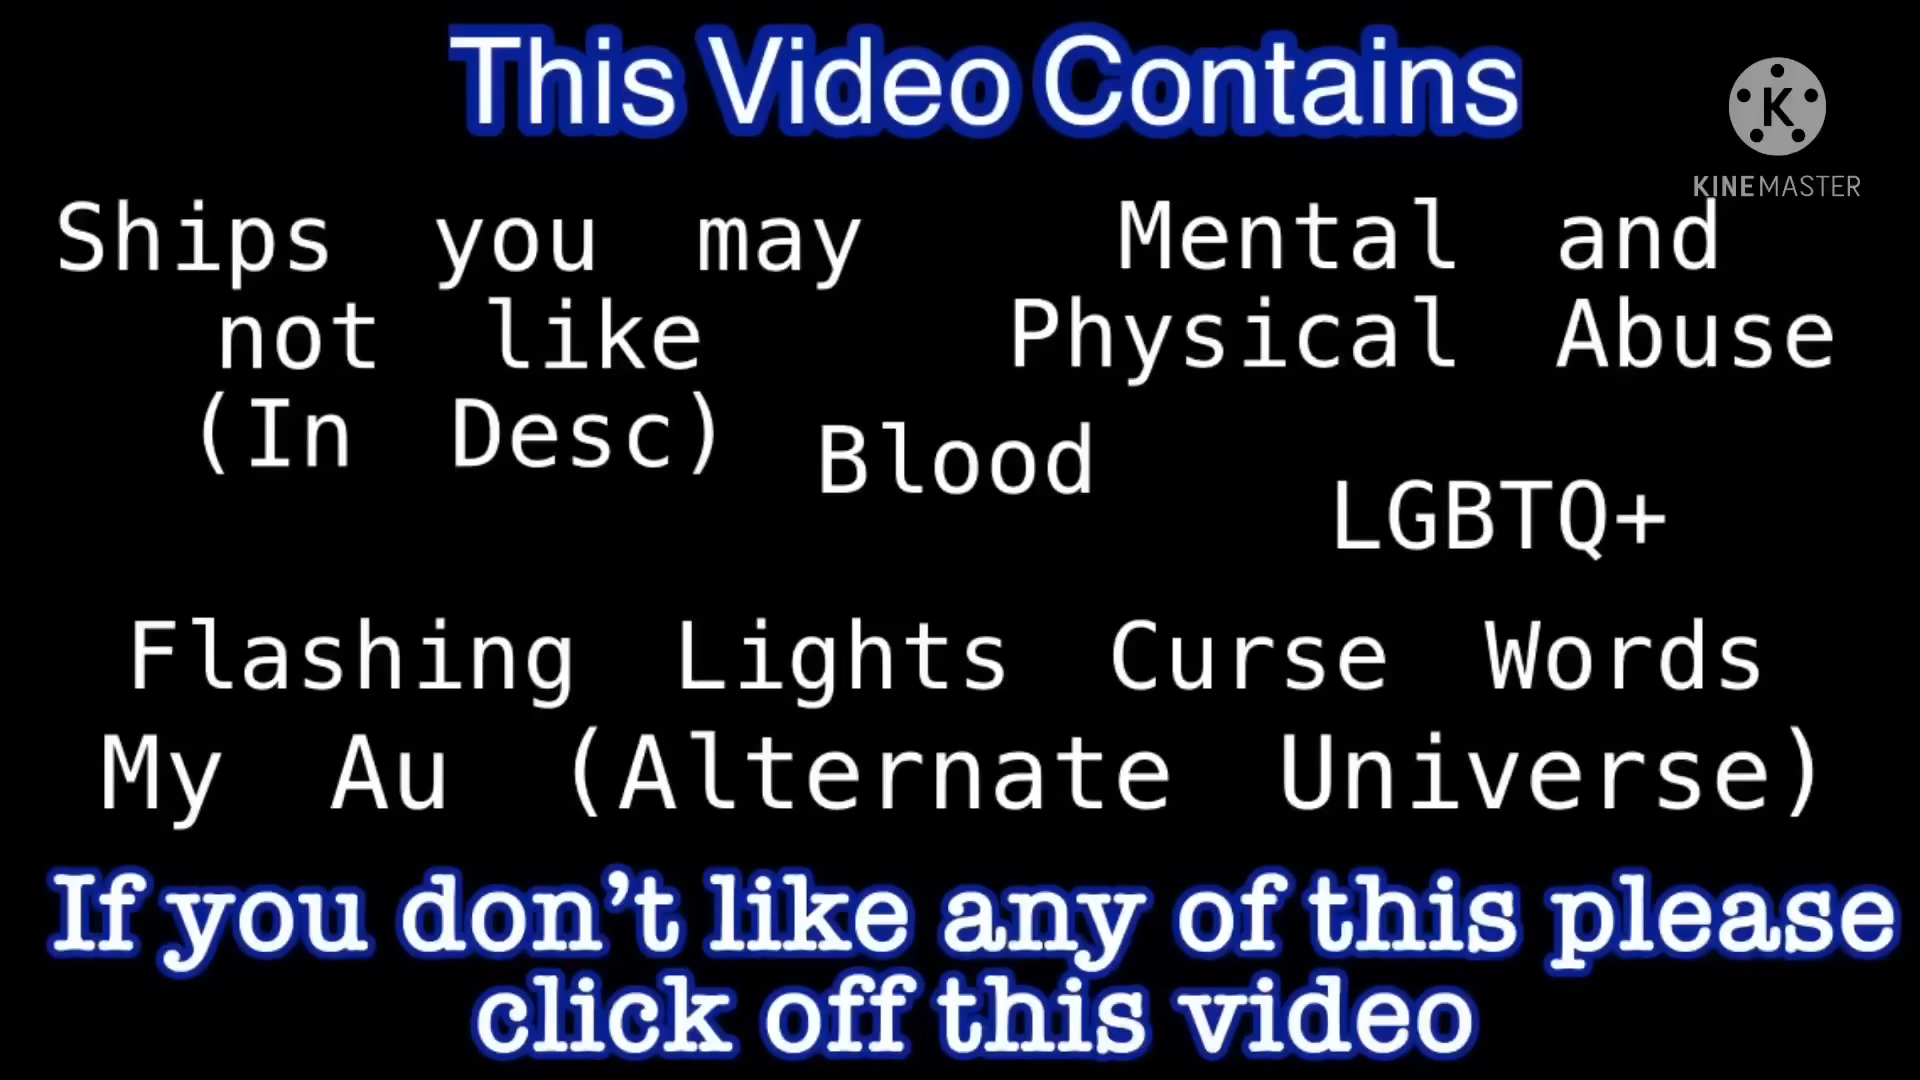 This Video Contains
K
KINEMASTER
Ships you may
not like
(In Desc)
Mental and
Physical Abuse
Blood
LGBTQ+
Flashing Lights Curse Words
My Au (Alternate Universe)
If you don’t like any of this please
click off this video